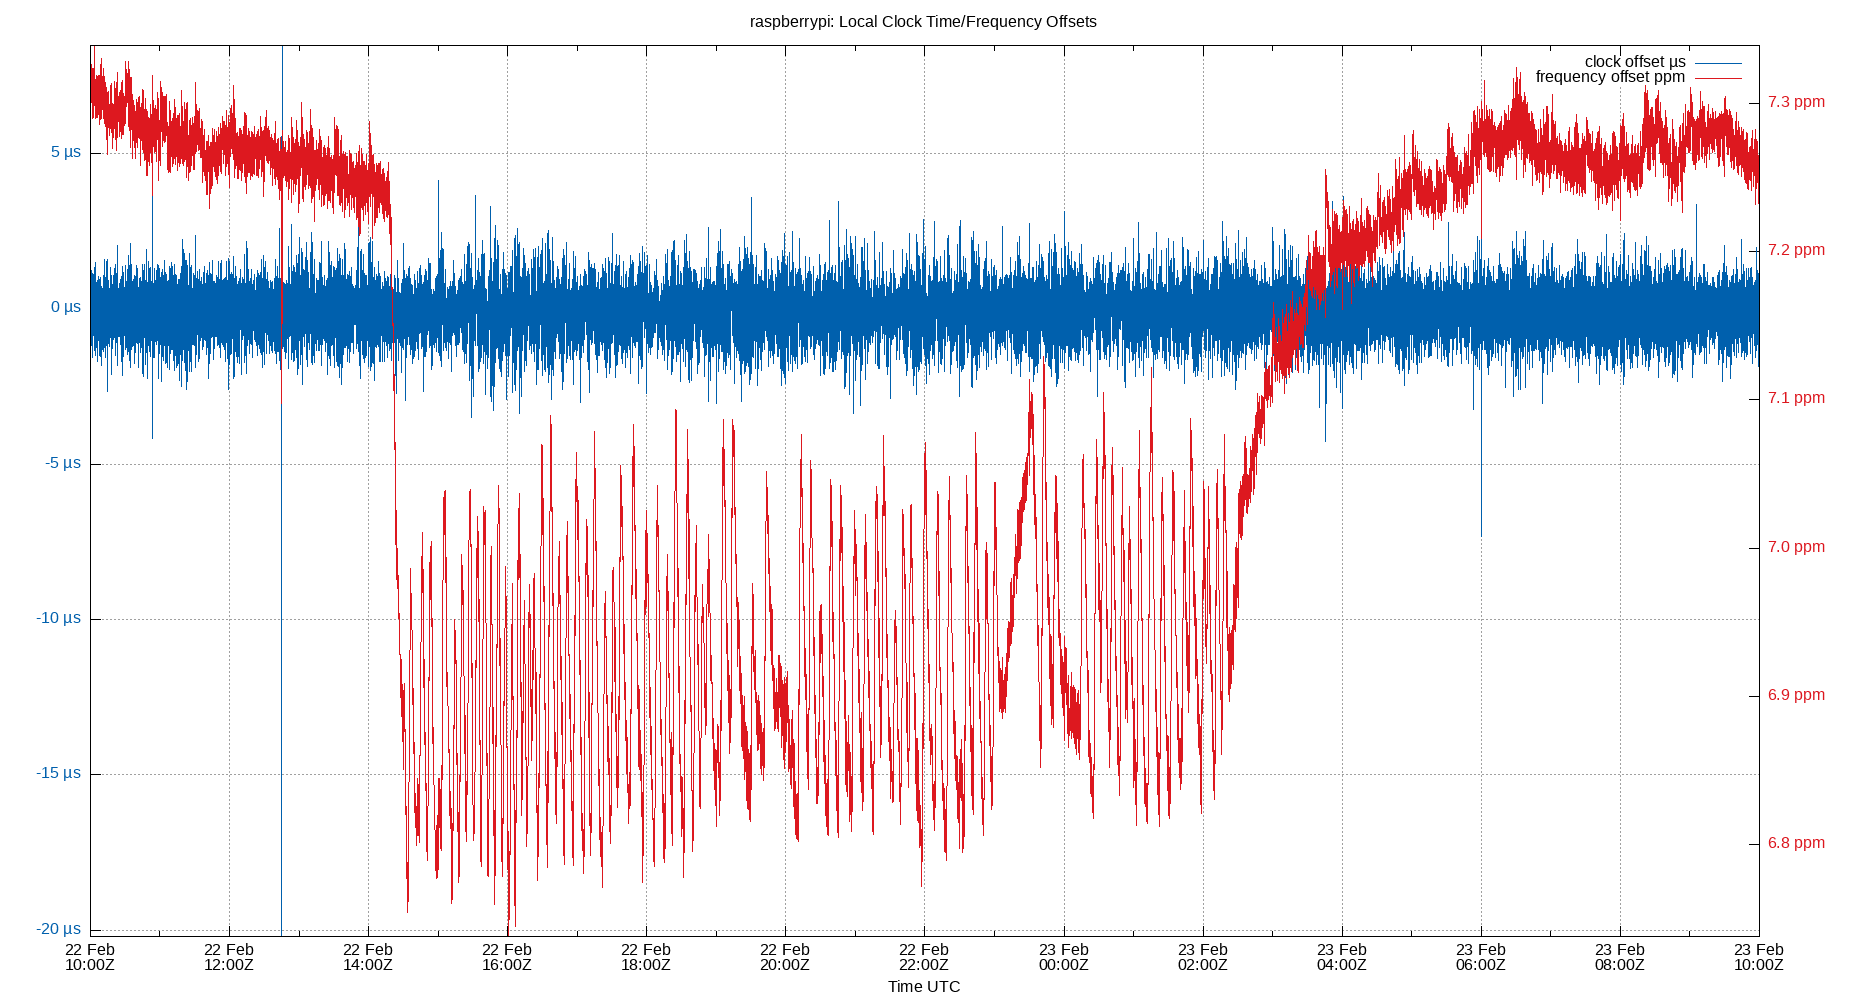 raspberrypi: Local Clock Time/Frequency Offsets
clock offset µs
frequency offset ppm
5 µs
0 µs
-5 µs
-10 µs
-15 µs
-20 µs
7.3 ppm
7.2 ppm
7.1 ppm
7.0 ppm
6.9 ppm
6.8 ppm
22 Feb 22 Feb 22 Feb 22 Feb 22 Feb 22 Feb 22 Feb 23 Feb 23 Feb 23 Feb 23 Feb 23 Feb 23 Feb
10:00Z 12:00Z 14:00Z 16:00Z 18:00Z 20:00Z 22:00Z 00:00Z 02:00Z 04:00Z 06:00Z 08:00Z 10:00Z
Time UTC